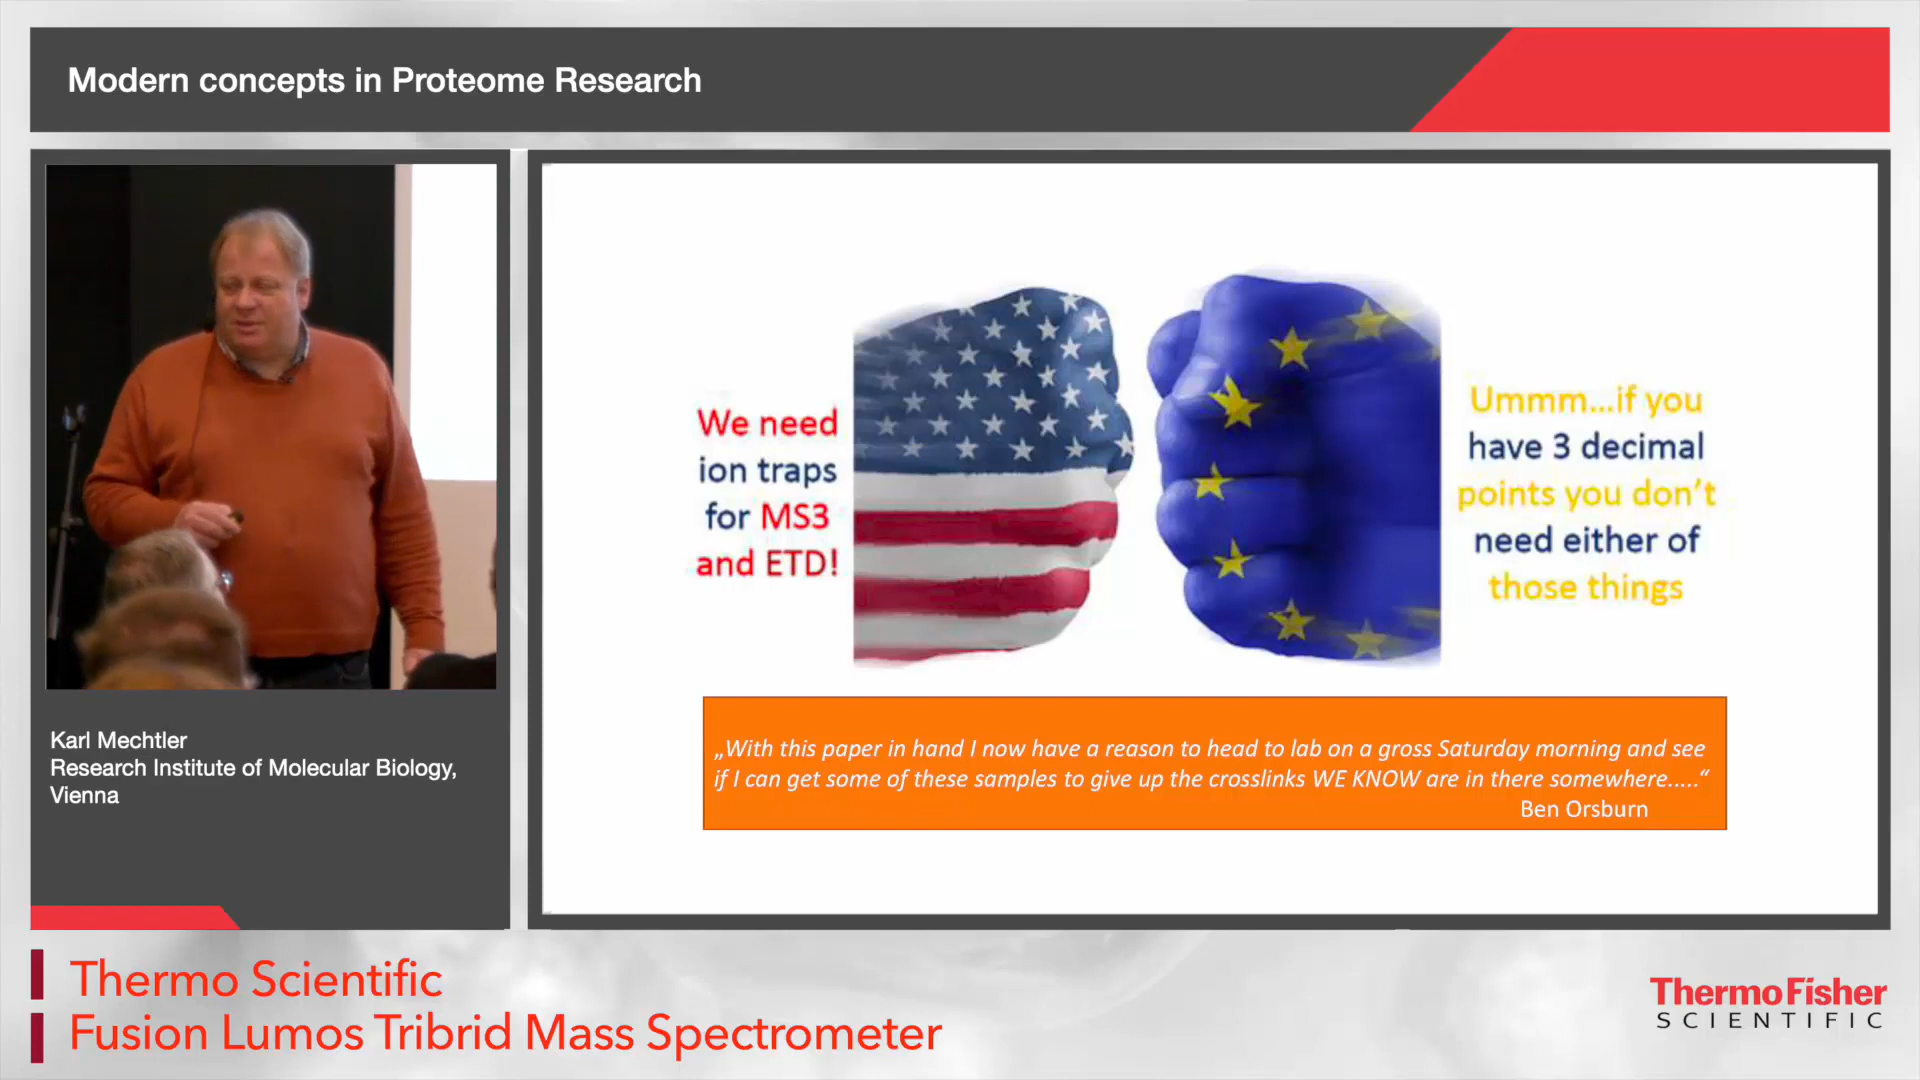 Modern concepts in Proteome Research
Karl Mechtler
Research Institute of Molecular Biology,
Vienna
We need
ion traps
for MS3
and ETD!
Ummm...if you
have 3 decimal
points you don't
need either of
those things
„With this paper in hand I now have a reason to head to lab on a gross Saturday morning and see
if I can get some of these samples to give up the crosslinks WE KNOW are in there somewhere.....“
Ben Orsburn
Thermo Scientific
Fusion Lumos Tribrid Mass Spectrometer
ThermoFisher
SCIENTIFIC